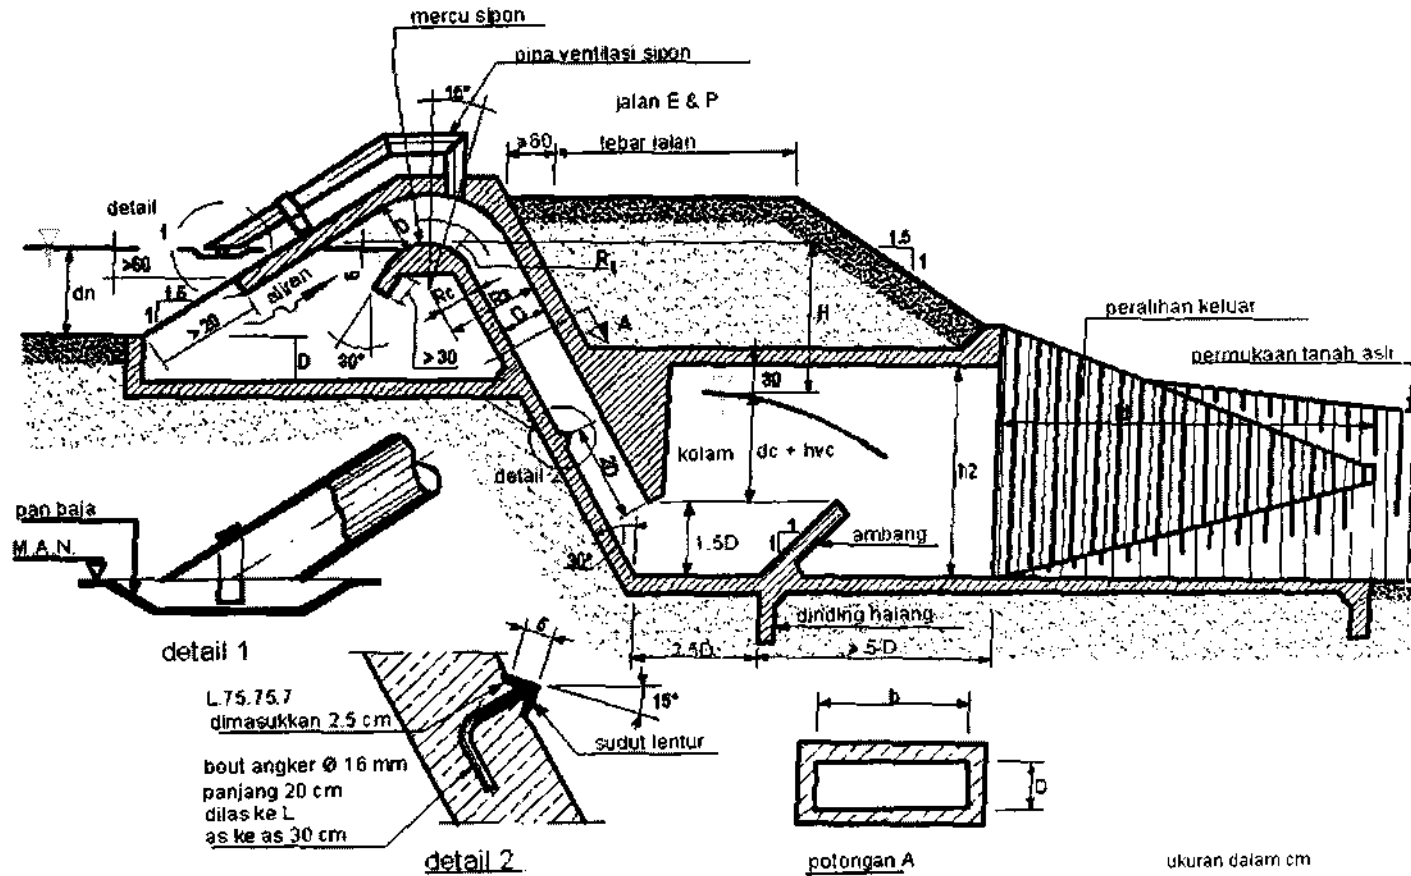 mercu sipon
pipa ventilasi sipon
15°
jalan E & P
>60
lebar jalan
detail
1
>60
dn
1
1.5
> 20
aliran
D
30°
D
6
> 30
Rc
D
A
H
1.5
1
peralihan keluar
permukaan tanah asli
30
kolam
dc + hvc
h2
detail 2
2D
30°
1.5D
1
1
ambang
dinding halang
2.5D
> 5D
pan baja
M.A.N.
detail 1
L.75.75.7
dimasukkan 2.5 cm
6
15°
sudut lentur
bout angker Ø 16 mm
panjang 20 cm
dilas ke L
as ke as 30 cm
detail 2
b
D
potongan A
ukuran dalam cm